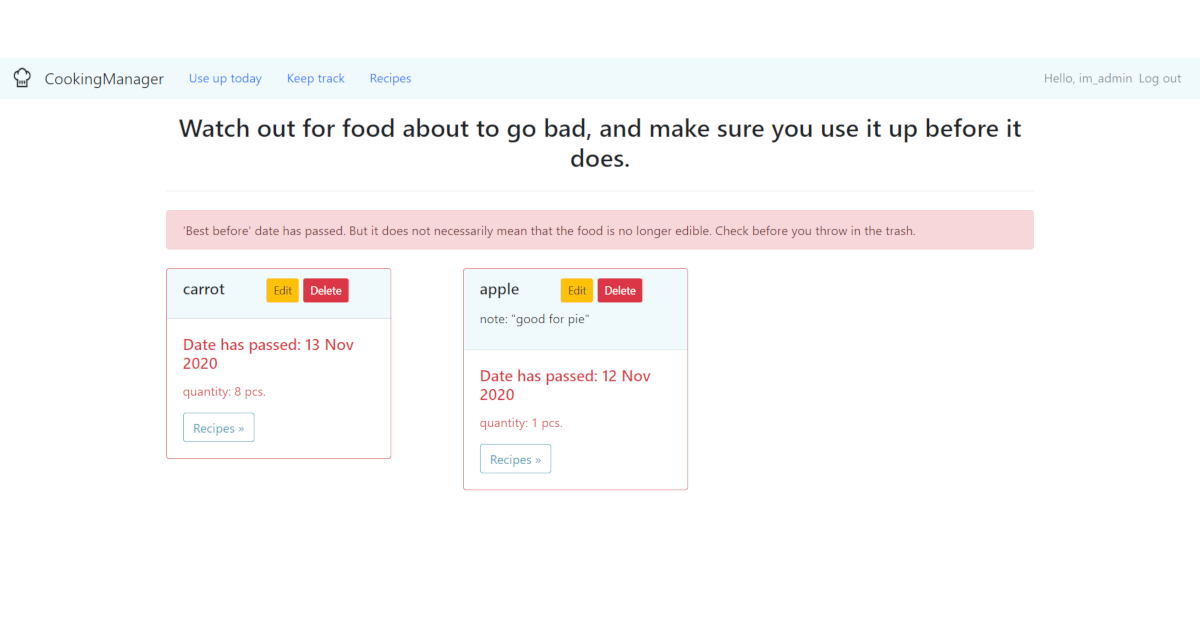 CookingManager Use up today Keep track Recipes Hello, im_admin Log out
Watch out for food about to go bad, and make sure you use it up before it
does.
'Best before' date has passed. But it does not necessarily mean that the food is no longer edible. Check before you throw in the trash.
carrot Edit Delete
Date has passed: 13 Nov
2020
quantity: 8 pcs.
Recipes »
apple Edit Delete
note: "good for pie"
Date has passed: 12 Nov
2020
quantity: 1 pcs.
Recipes »